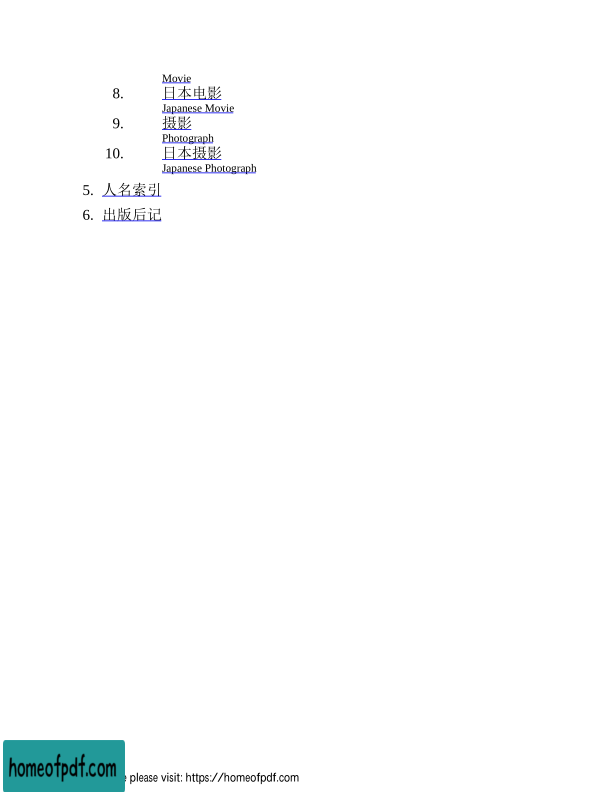 Movie
8. 日本电影
Japanese Movie
9. 摄影
Photograph
10. 日本摄影
Japanese Photograph
5. 人名索引
6. 出版后记
homeofpdf.com
please visit: https://homeofpdf.com